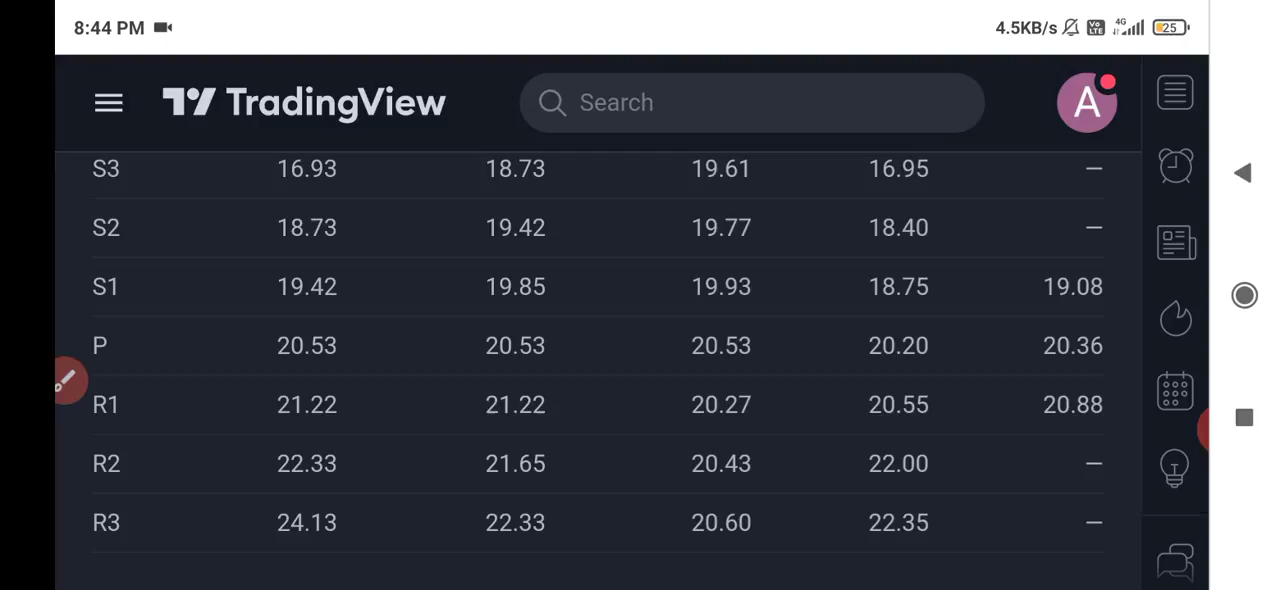 8:44 PM 4.5KB/s Vo LTE 4G 25
TradingView Search A
S3 16.93 18.73 19.61 16.95 —
S2 18.73 19.42 19.77 18.40 —
S1 19.42 19.85 19.93 18.75 19.08
P 20.53 20.53 20.53 20.20 20.36
R1 21.22 21.22 20.27 20.55 20.88
R2 22.33 21.65 20.43 22.00 —
R3 24.13 22.33 20.60 22.35 —